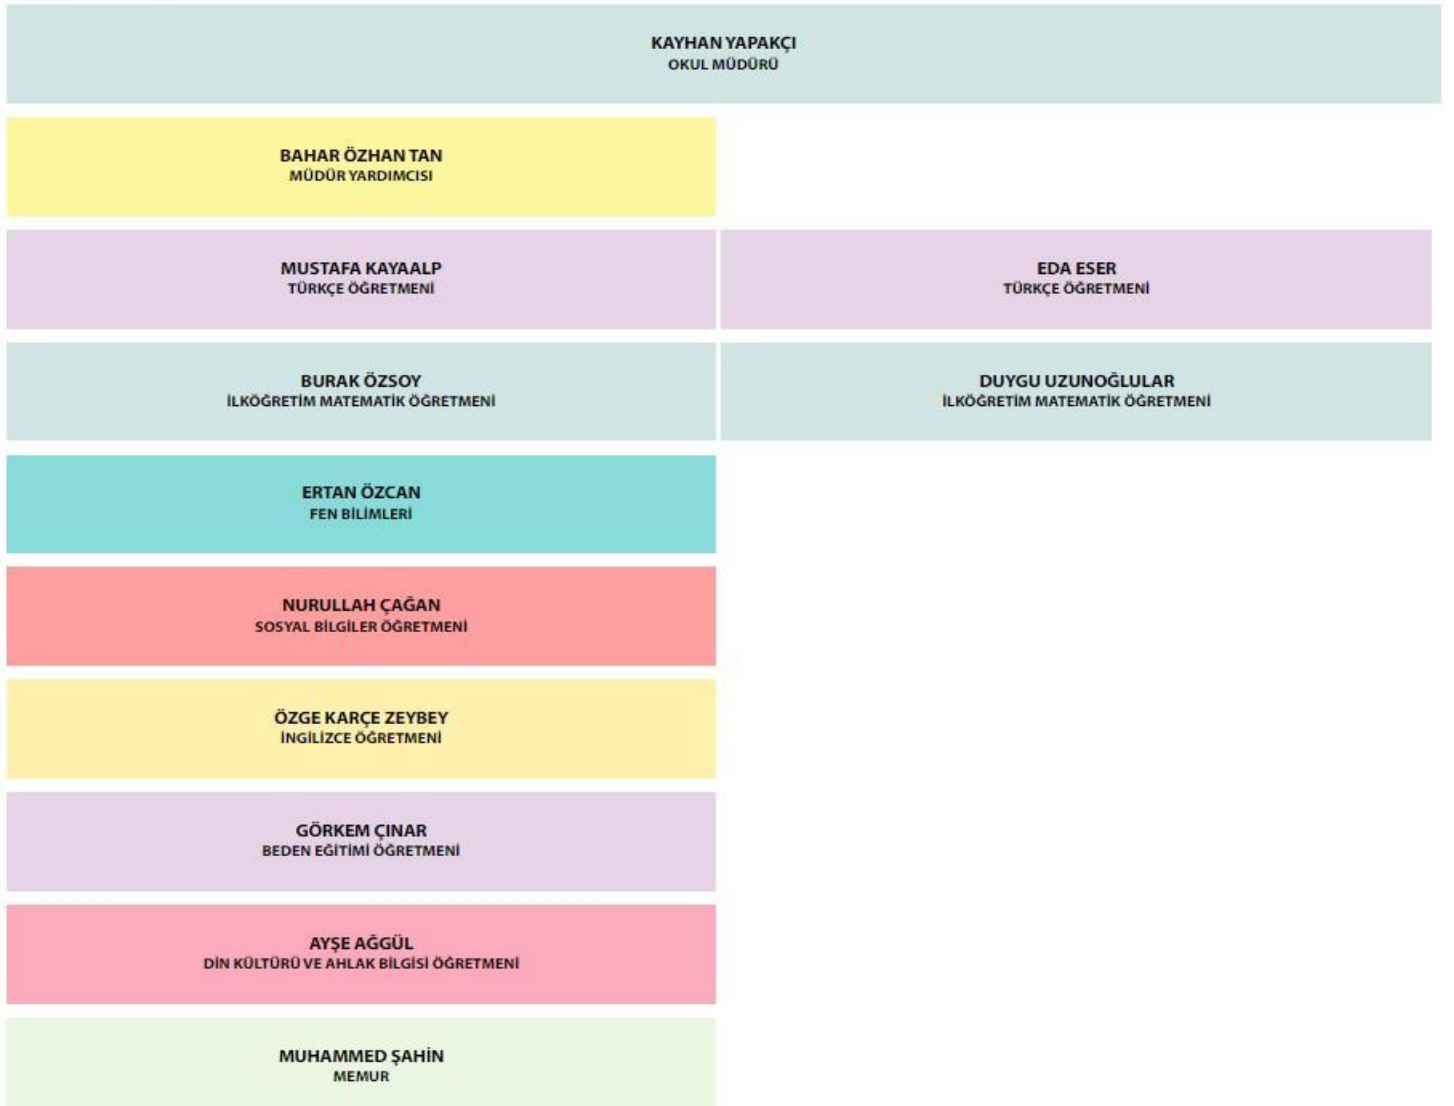 KAYHAN YAPAKÇI
OKUL MÜDÜRÜ
BAHAR ÖZHAN TAN
MÜDÜR YARDIMCISI
MUSTAFA KAYAALP
TÜRKÇE ÖĞRETMENİ
EDA ESER
TÜRKÇE ÖĞRETMENİ
BURAK ÖZSOY
İLKÖĞRETİM MATEMATİK ÖĞRETMENİ
DUYGU UZUNOĞLULAR
İLKÖĞRETİM MATEMATİK ÖĞRETMENİ
ERTAN ÖZCAN
FEN BİLİMLERİ
NURULLAH ÇAĞAN
SOSYAL BİLGİLER ÖĞRETMENİ
ÖZGE KARÇE ZEYBEY
İNGİLİZCE ÖĞRETMENİ
GÖRKEM ÇINAR
BEDEN EĞİTİMİ ÖĞRETMENİ
AYŞE AĞGÜL
DİN KÜLTÜRÜ VE AHLAK BİLGİSİ ÖĞRETMENİ
MUHAMMED ŞAHİN
MEMUR